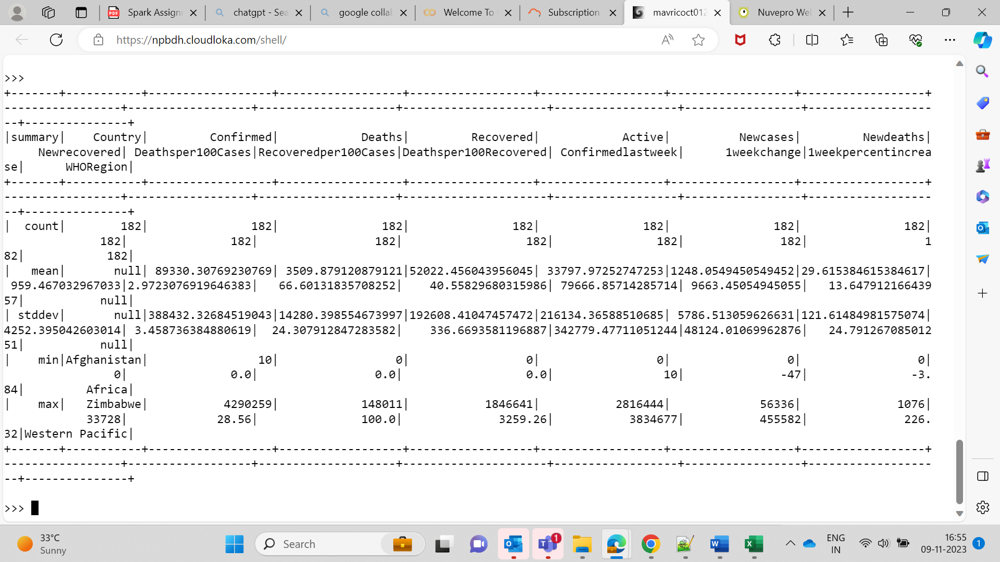 Spark Assignm
chatgpt - Sea
google collab
Welcome To
Subscription
mavricoct012
Nuvepro Wel
https://npbdh.cloudloka.com/shell/
>>>
+-------+-----------+------------------+------------------+------------------+------------------+------------------+------------------+
-----------------+------------------+--------------------+---------------------+------------------+-----------------+------------------
--+---------------+
|summary|    Country|         Confirmed|            Deaths|         Recovered|            Active|          Newcases|         Newdeaths|
     Newrecovered| Deathsper100Cases|Recoveredper100Cases|Deathsper100Recovered| Confirmedlastweek|      1weekchange|1weekpercentincrea
se|      WHORegion|
+-------+-----------+------------------+------------------+------------------+------------------+------------------+------------------+
-----------------+------------------+--------------------+---------------------+------------------+-----------------+------------------
--+---------------+
|  count|        182|               182|               182|               182|               182|               182|               182|
              182|               182|                 182|                  182|               182|              182|                 1
82|            182|
|   mean|       null| 89330.30769230769| 3509.879120879121|52022.456043956045| 33797.97252747253|1248.0549450549452|29.615384615384617|
 959.467032967033|2.9723076919646383|   66.60131835708252|    40.55829680315986| 79666.85714285714| 9663.45054945055|   13.647912166439
57|           null|
| stddev|       null|388432.32684519043|14280.398554673997|192608.41047457472|216134.36588510685| 5786.513059626631|121.61484981575074|
4252.395042603014| 3.458736384880619|  24.307912847283582|    336.6693581196887|342779.47711051244|48124.01069962876|   24.791267085012
51|           null|
|    min|Afghanistan|                10|                 0|                 0|                 0|                 0|                 0|
                0|               0.0|                 0.0|                  0.0|                10|              -47|               -3.
84|         Africa|
|    max|   Zimbabwe|           4290259|            148011|           1846641|           2816444|             56336|              1076|
            33728|             28.56|               100.0|              3259.26|           3834677|           455582|              226.
32|Western Pacific|
+-------+-----------+------------------+------------------+------------------+------------------+------------------+------------------+
-----------------+------------------+--------------------+---------------------+------------------+-----------------+------------------
--+---------------+
>>>
33°C
Sunny
Search
1
ENG
IN
16:55
09-11-2023
1